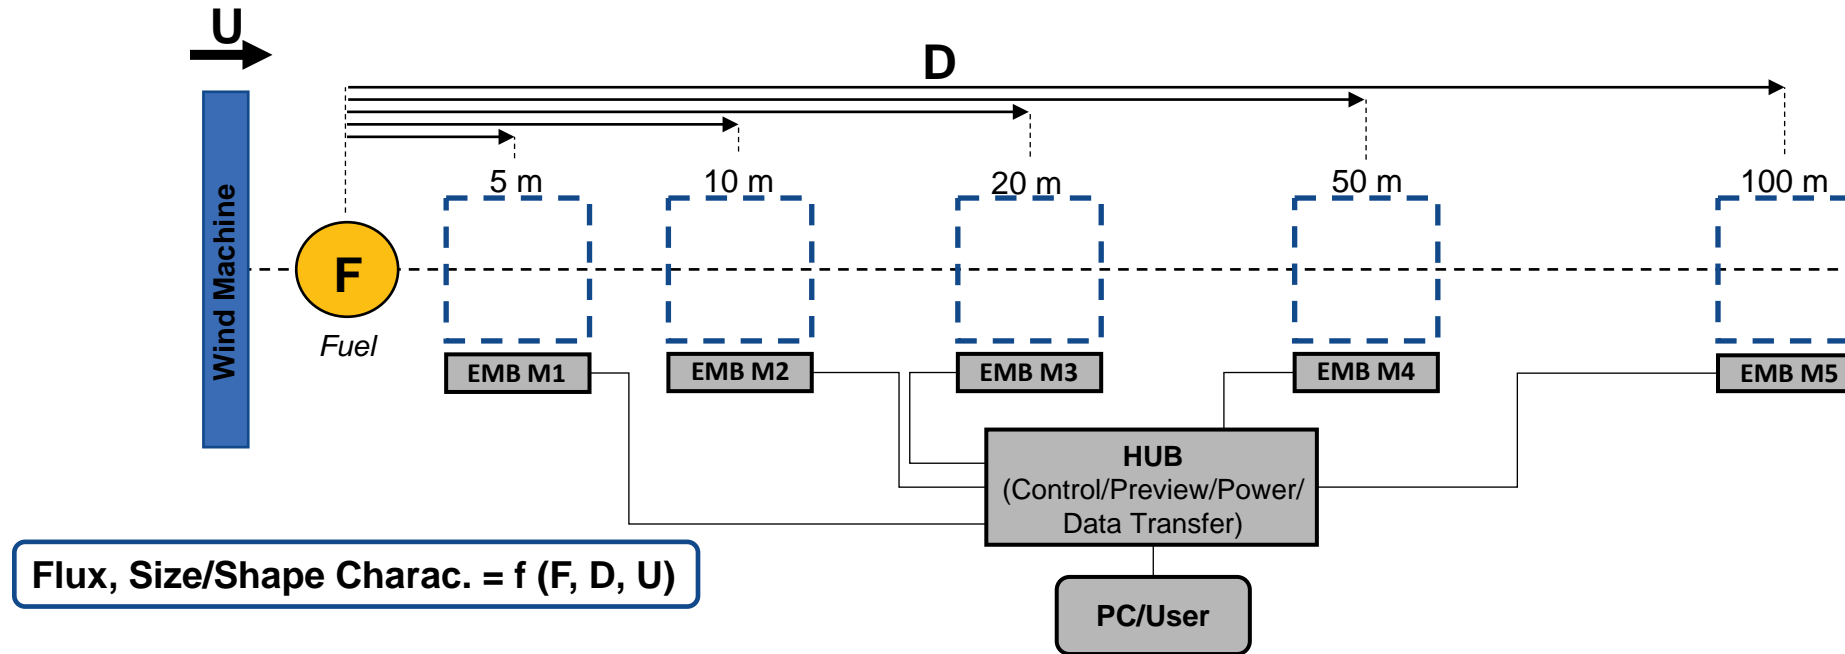 U
D
5 m
10 m
20 m
50 m
100 m
Wind Machine
F
Fuel
EMB M1
EMB M2
EMB M3
EMB M4
EMB M5
HUB
(Control/Preview/Power/
Data Transfer)
Flux, Size/Shape Charac. = f (F, D, U)
PC/User